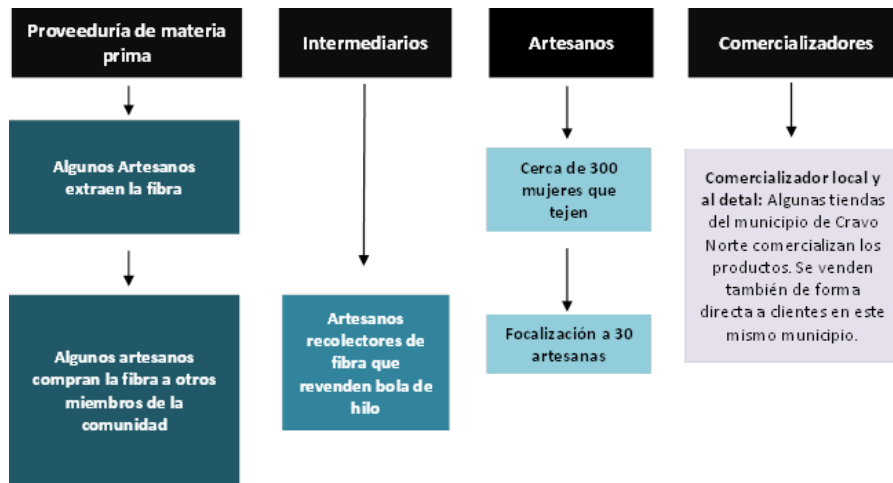 Proveeduría de materia
prima
Intermediarios
Artesanos
Comercializadores
Algunos Artesanos
extraen la fibra
Algunos artesanos
compran la fibra a otros
miembros de la
comunidad
Artesanos
recolectores de
fibra que
revenden bola de
hilo
Cerca de 300
mujeres que
tejen
Focalización a 30
artesanas
Comercializador local y
al detal: Algunas tiendas
del municipio de Cravo
Norte comercializan los
productos. Se venden
también de forma
directa a clientes en este
mismo municipio.